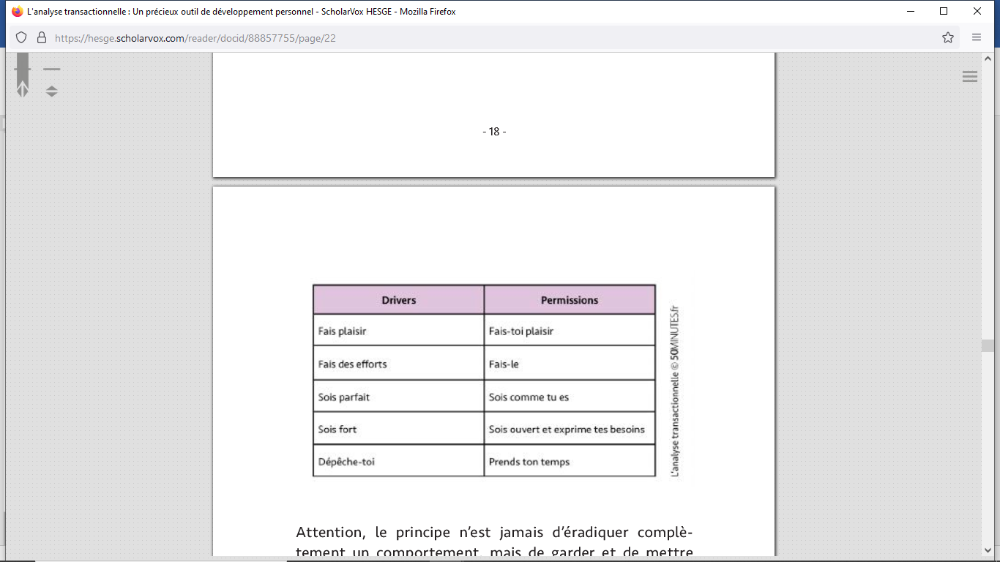 L'analyse transactionnelle : Un précieux outil de développement personnel - ScholarVox HESGE - Mozilla Firefox
https://hesge.scholarvox.com/reader/docid/88857755/page/22
- 18 -
Drivers Permissions
Fais plaisir Fais-toi plaisir
Fais des efforts Fais-le
Sois parfait Sois comme tu es
Sois fort Sois ouvert et exprime tes besoins
Dépêche-toi Prends ton temps
L'analyse transactionnelle © 50MINUTES.fr
Attention, le principe n'est jamais d'éradiquer complè-
tement un comportement, mais de garder et de mettre